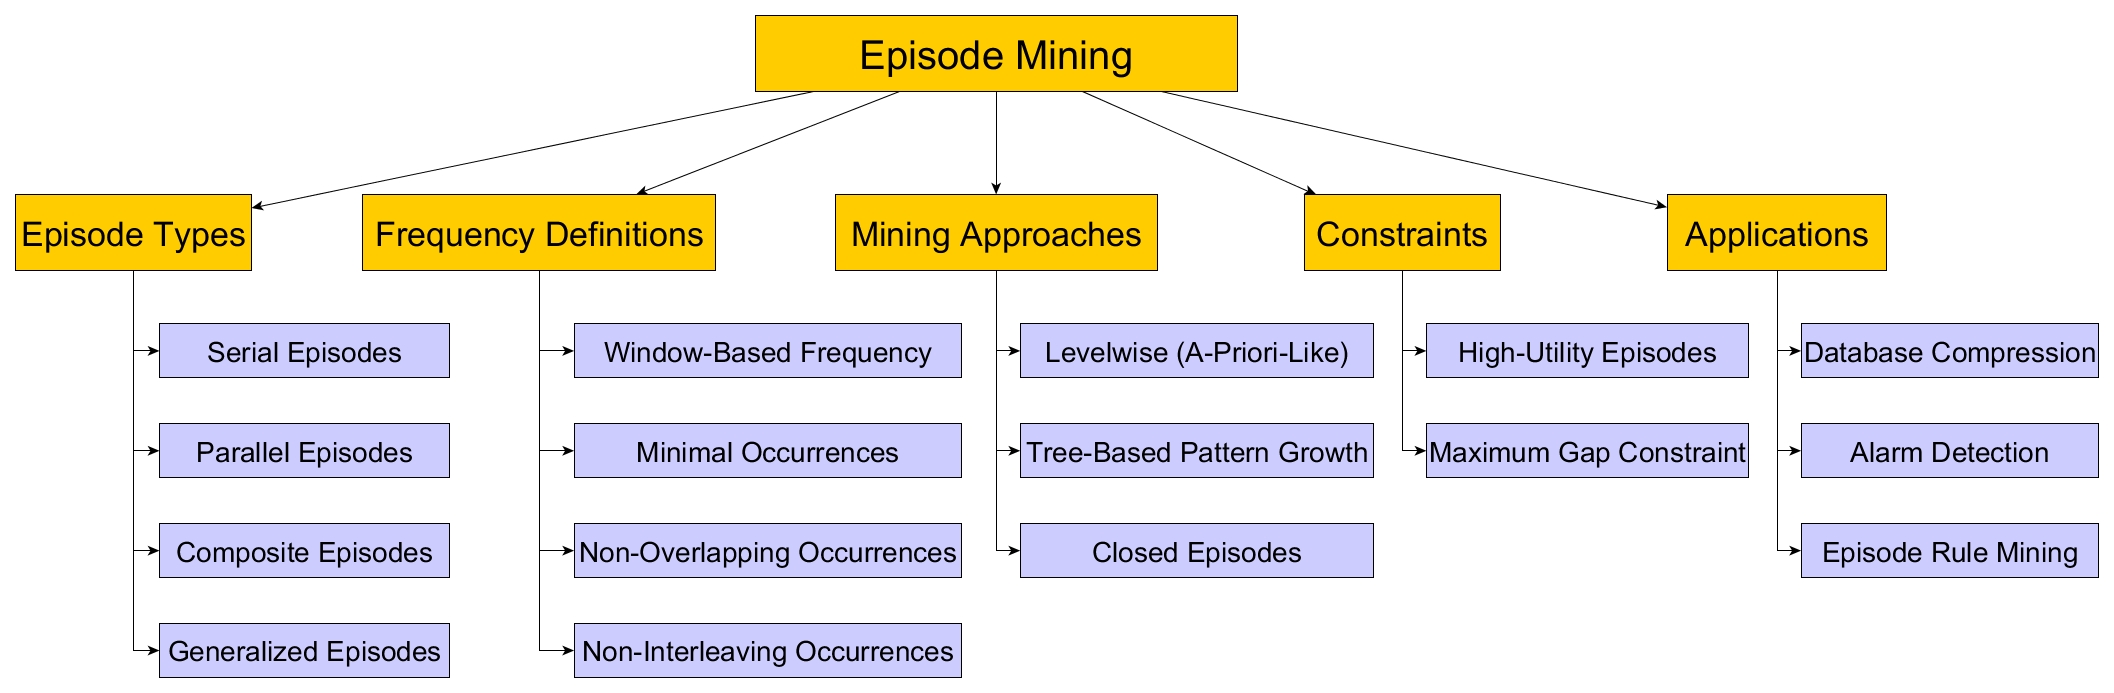 Episode Mining
Episode Types
Frequency Definitions
Mining Approaches
Constraints
Applications
Serial Episodes
Parallel Episodes
Composite Episodes
Generalized Episodes
Window-Based Frequency
Minimal Occurrences
Non-Overlapping Occurrences
Non-Interleaving Occurrences
Levelwise (A-Priori-Like)
Tree-Based Pattern Growth
Closed Episodes
High-Utility Episodes
Maximum Gap Constraint
Database Compression
Alarm Detection
Episode Rule Mining